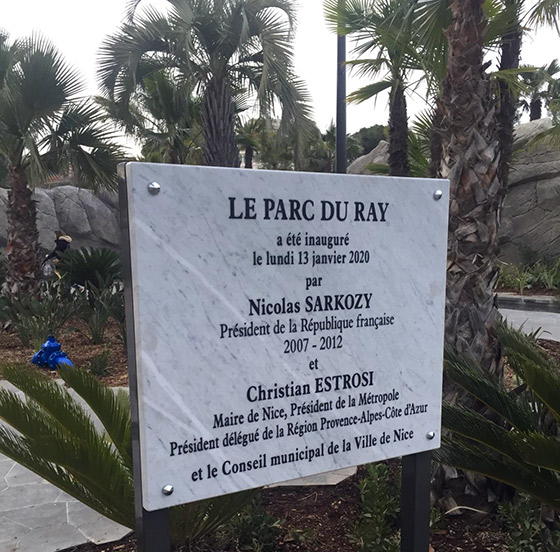 LE PARC DU RAY
a été inauguré
le lundi 13 janvier 2020
par
Nicolas SARKOZY
Président de la République française
2007 - 2012
et
Christian ESTROSI
Maire de Nice, Président de la Métropole
Président délégué de la Région Provence-Alpes-Côte d'Azur
et le Conseil municipal de la Ville de Nice